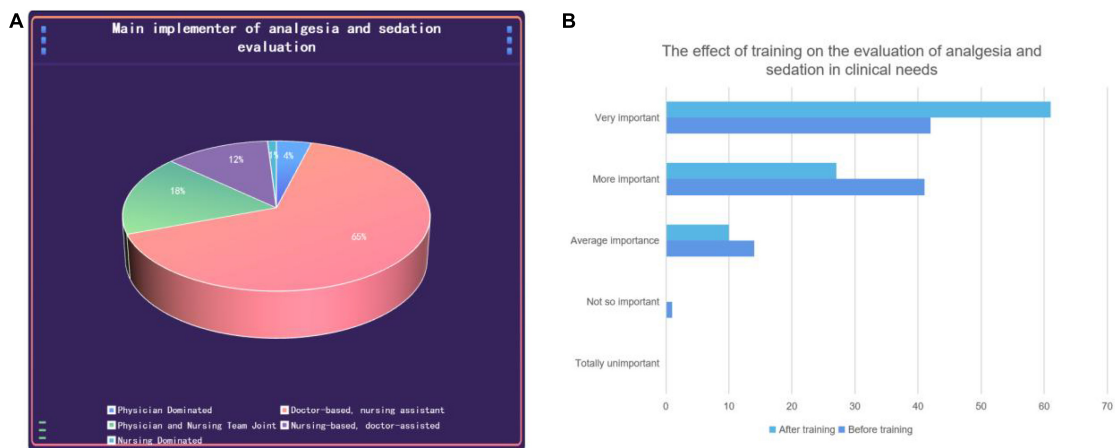 A
Main implementer of analgesia and sedation
evaluation
1%
4%
12%
18%
65%
Physician Dominated
Doctor-based, nursing assistant
Physician and Nursing Team Joint
Nursing-based, doctor-assisted
Nursing Dominated
B
The effect of training on the evaluation of analgesia and
sedation in clinical needs
Very important
More important
Average importance
Not so important
Totally unimportant
0 10 20 30 40 50 60 70
After training Before training